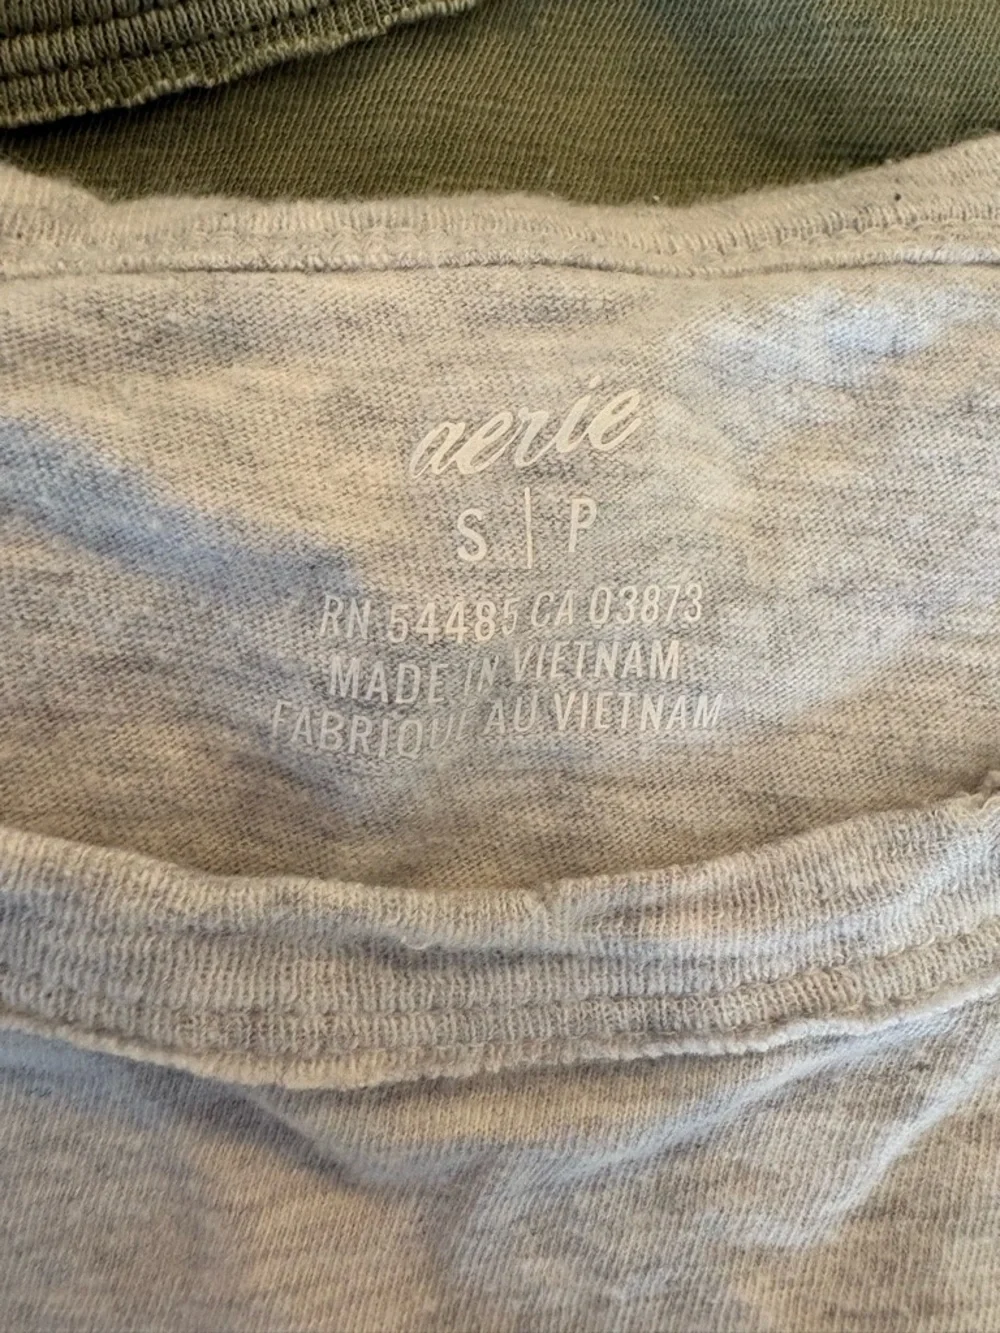 aerie
S | P
RN 54485 CA 03873
MADE IN VIETNAM
FABRIQUE AU VIETNAM